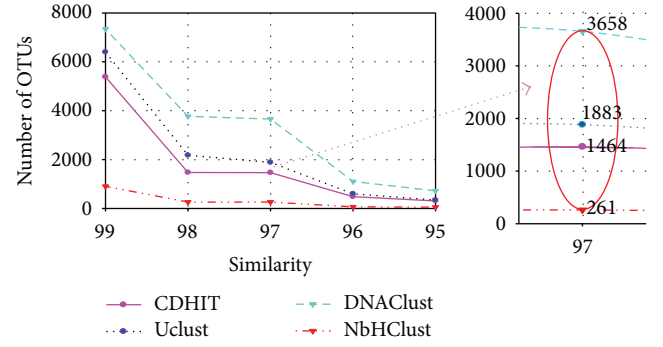 Number of OTUs
8000
6000
4000
2000
0
99 98 97 96 95
Similarity
4000
3000
2000
1000
0
3658
1883
1464
261
97
CDHIT
Uclust
DNAClust
NbHClust